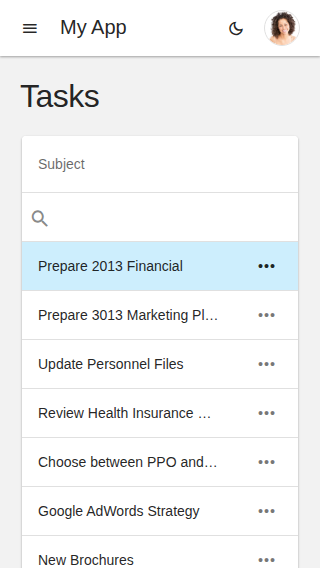 My App
Tasks
Subject
Prepare 2013 Financial
Prepare 3013 Marketing Pl…
Update Personnel Files
Review Health Insurance …
Choose between PPO and…
Google AdWords Strategy
New Brochures